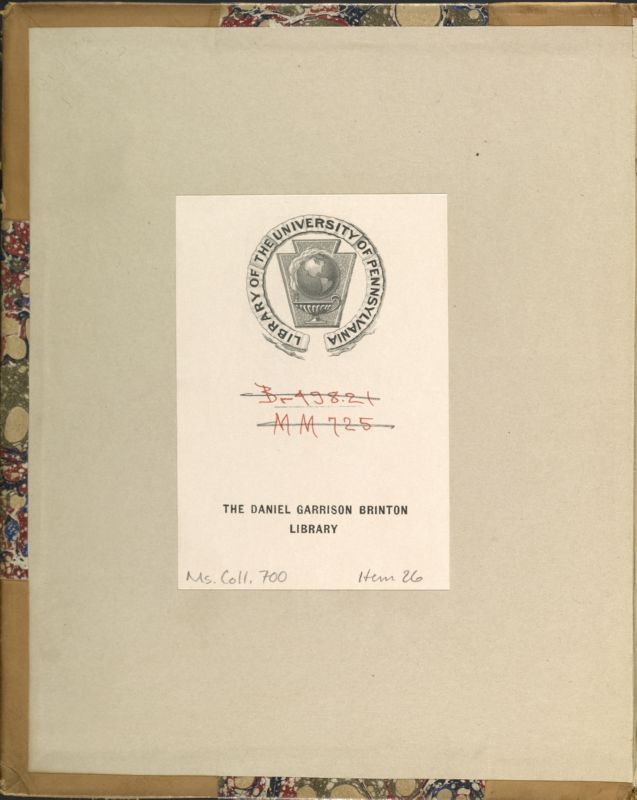 LIBRARY OF THE UNIVERSITY OF PENNSYLVANIA
Br 498.21
MM 725
THE DANIEL GARRISON BRINTON
LIBRARY
Ms. Coll. 700 Item 26